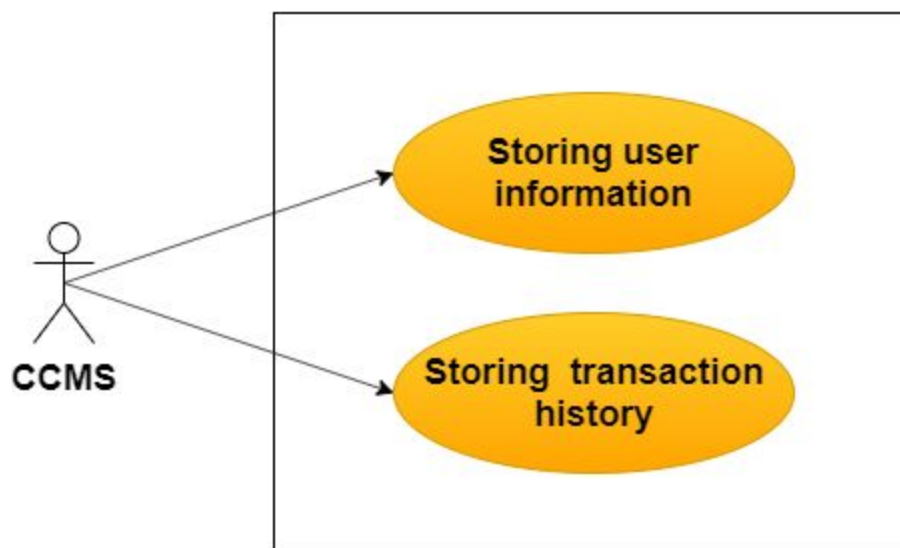 Storing user
information
CCMS
Storing transaction
history